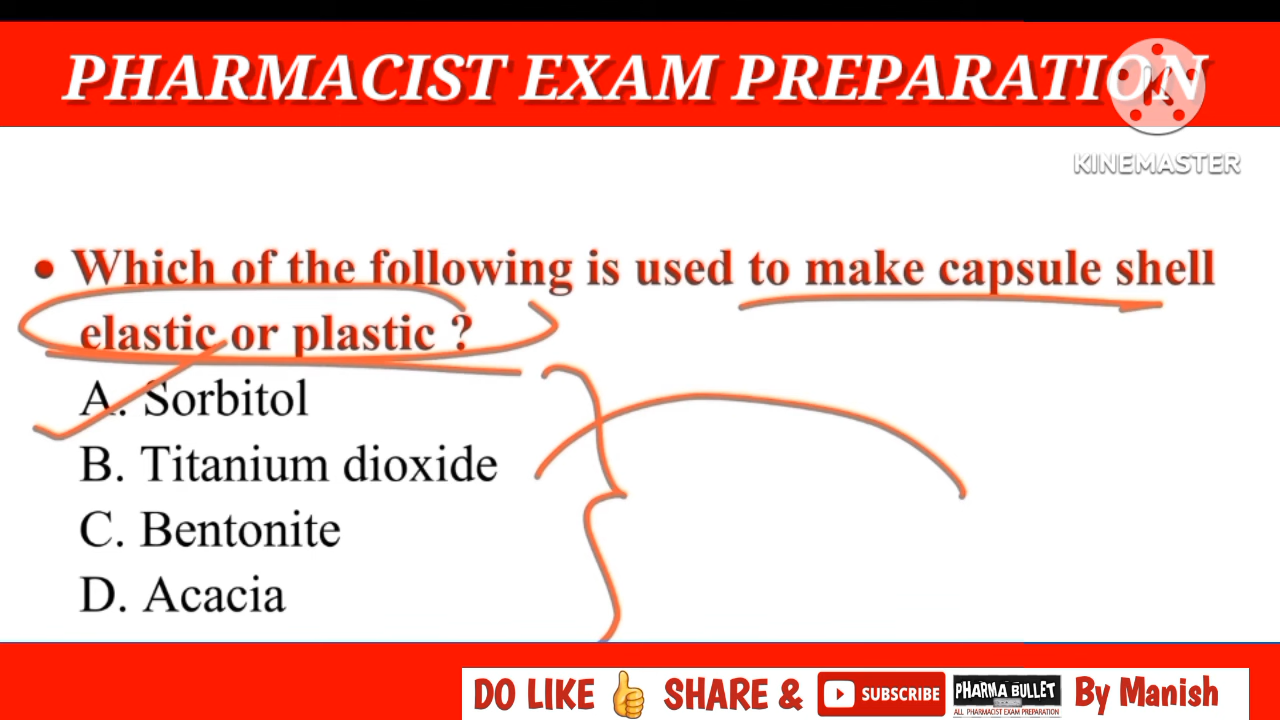 PHARMACIST EXAM PREPARATION
KINEMASTER
• Which of the following is used to make capsule shell
elastic or plastic ?
A. Sorbitol
B. Titanium dioxide
C. Bentonite
D. Acacia
DO LIKE 👍 SHARE & SUBSCRIBE PHARMA BULLET By Manish
ALL PHARMACIST EXAM PREPARATION